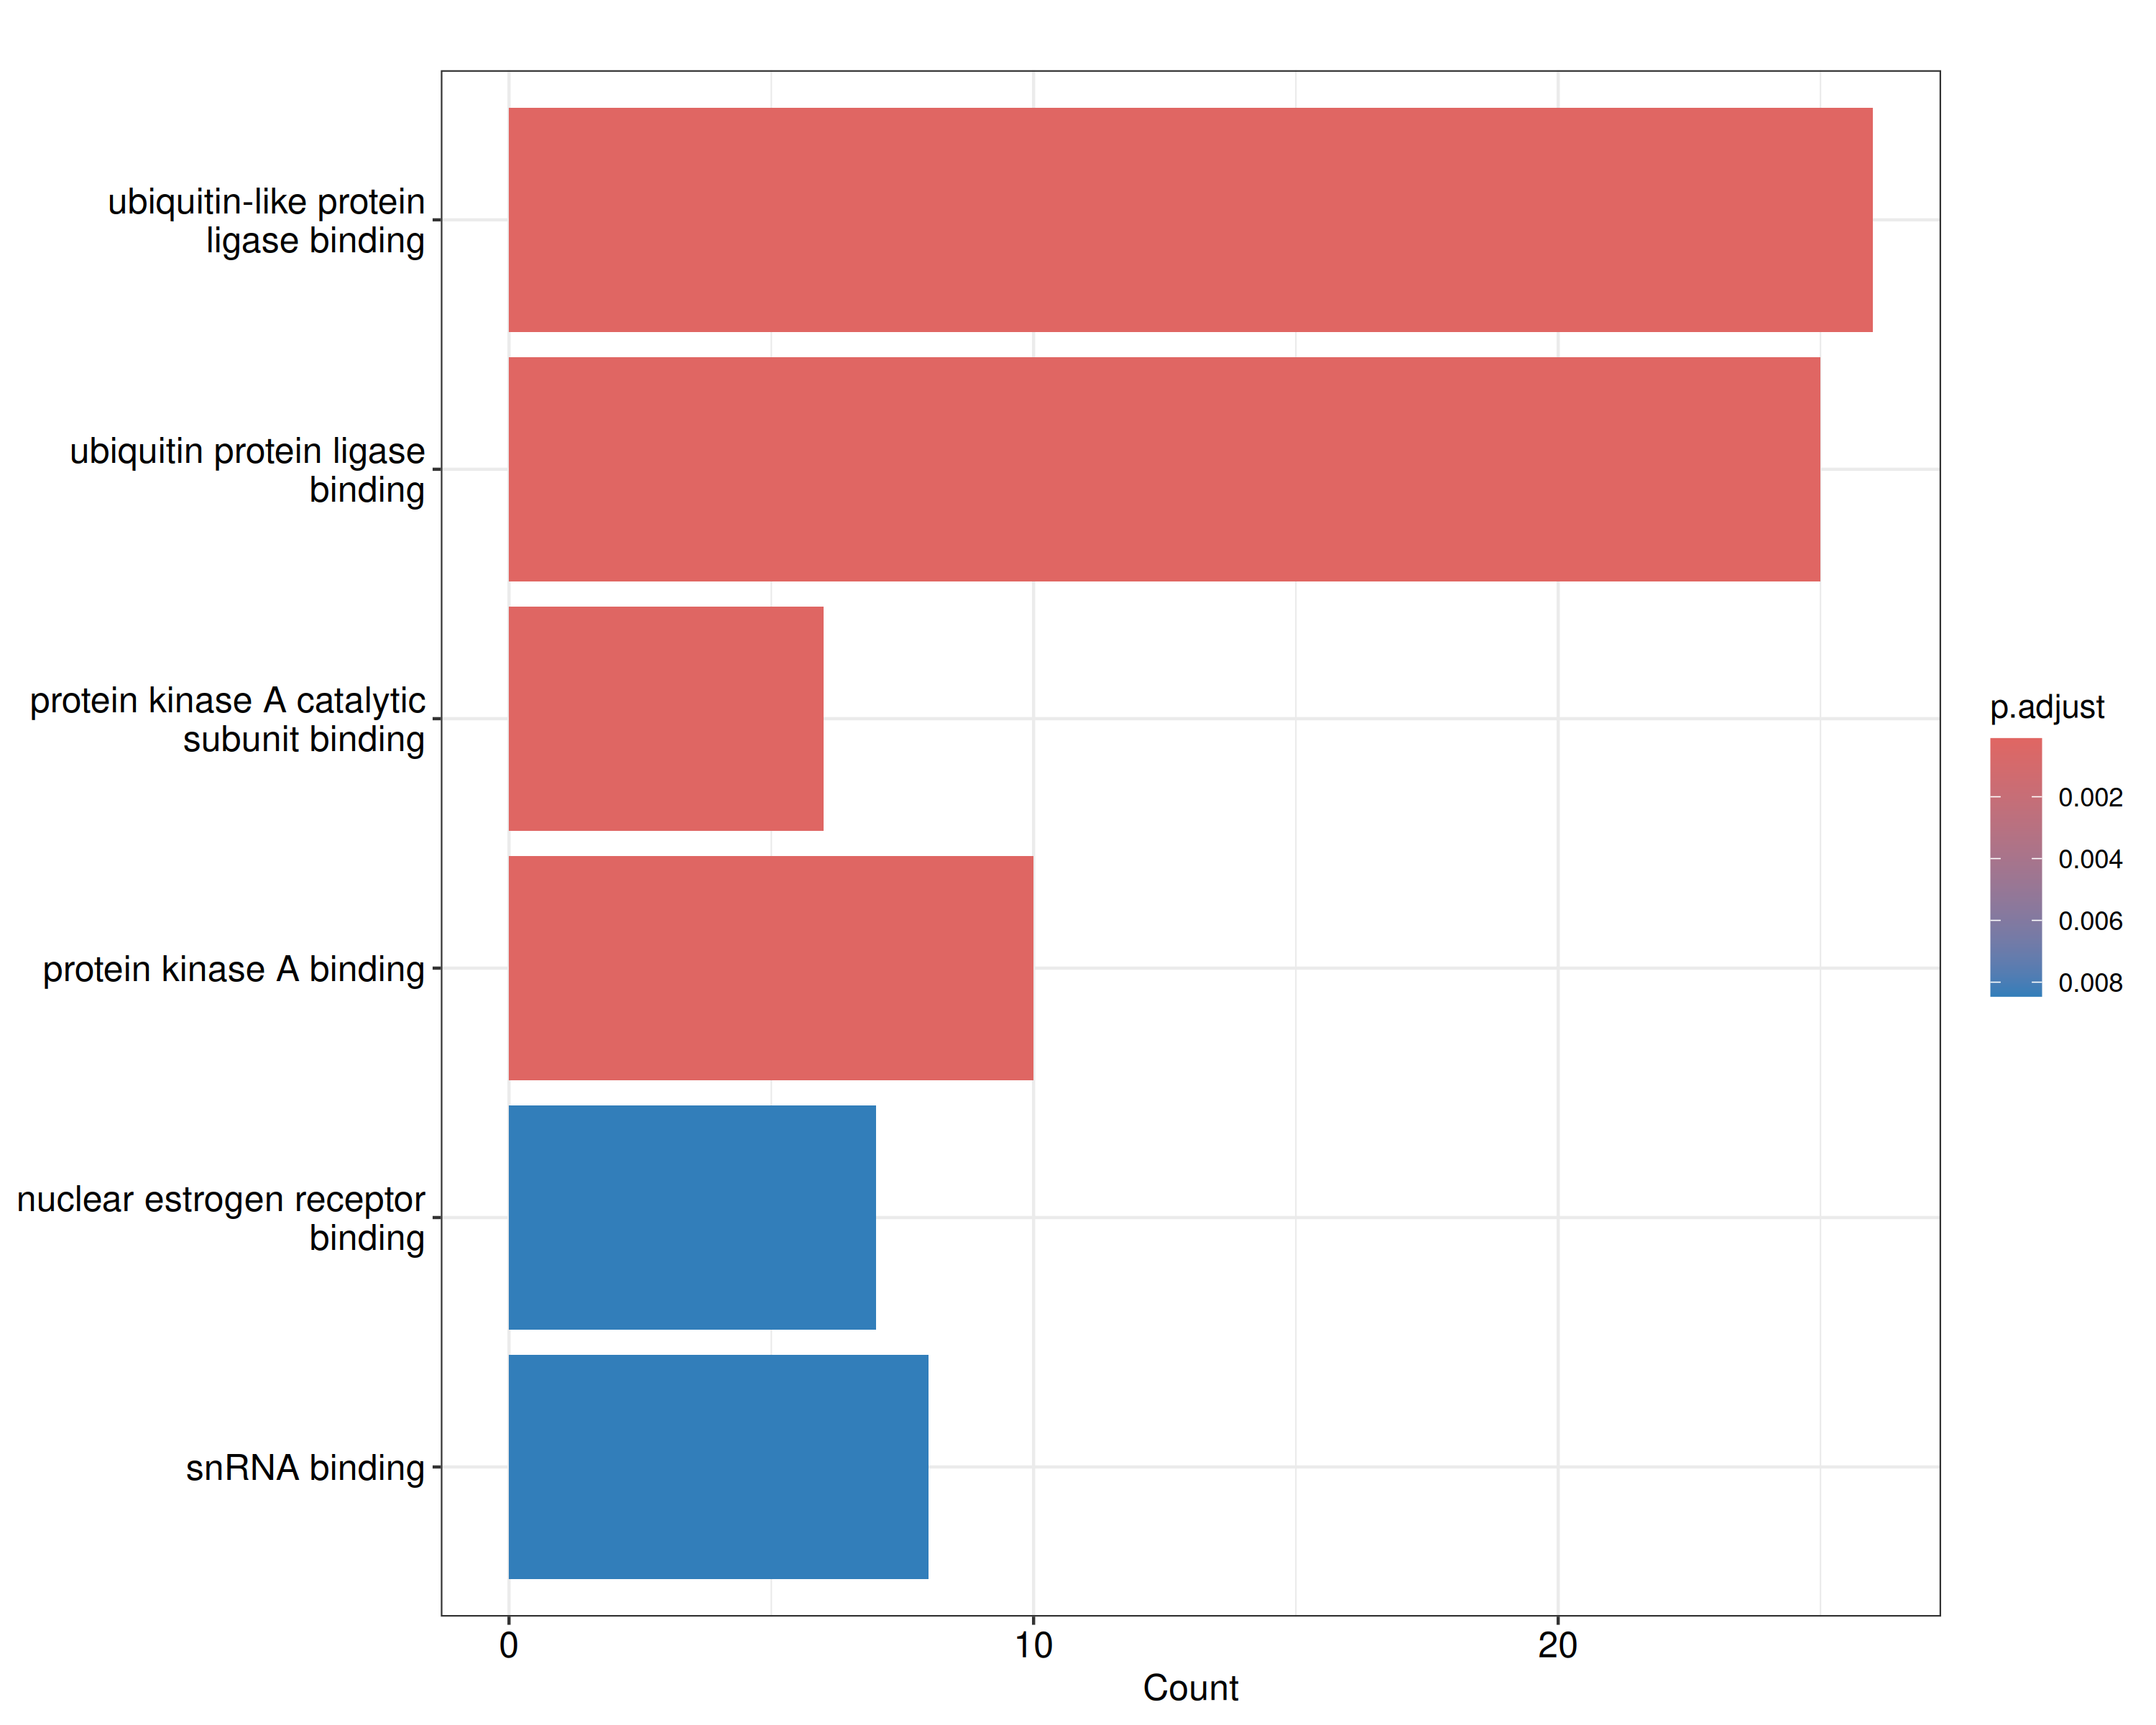 ubiquitin-like protein
ligase binding
ubiquitin protein ligase
binding
protein kinase A catalytic
subunit binding
protein kinase A binding
nuclear estrogen receptor
binding
snRNA binding
0
10
20
Count
p.adjust
0.002
0.004
0.006
0.008